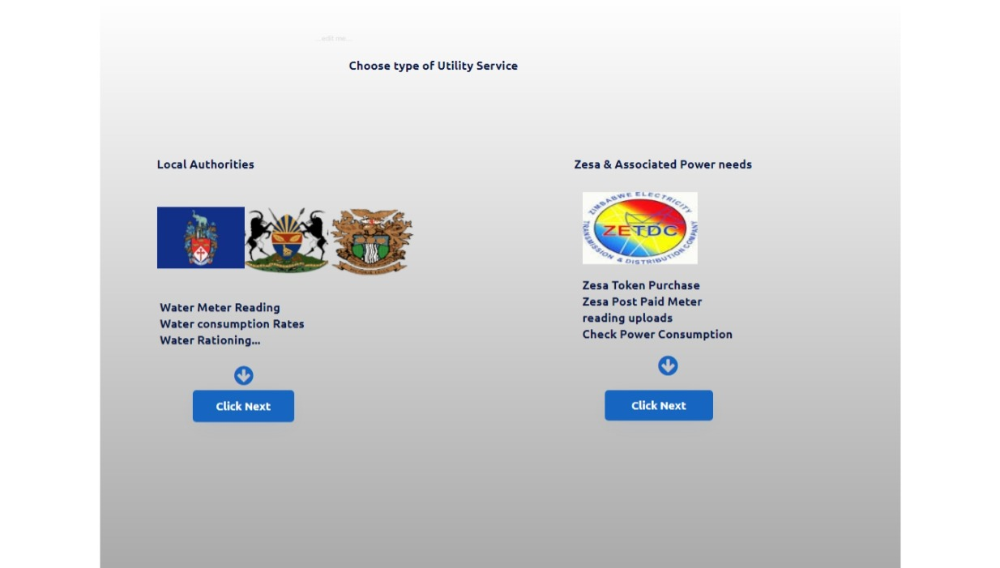 ...edit me...
Choose type of Utility Service
Local Authorities
Zesa & Associated Power needs
ZIMBABWE ELECTRICITY
ZETDC
TRANSMISSION & DISTRIBUTION COMPANY
Water Meter Reading
Water consumption Rates
Water Rationing...
Click Next
Zesa Token Purchase
Zesa Post Paid Meter
reading uploads
Check Power Consumption
Click Next